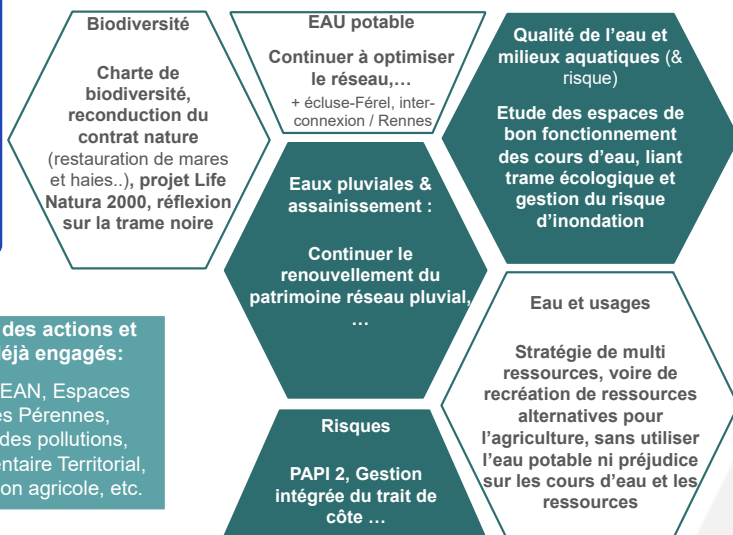 Biodiversité
Charte de
biodiversité,
reconduction du
contrat nature
(restauration de mares
et haies..), projet Life
Natura 2000, réflexion
sur la trame noire
EAU potable
Continuer à optimiser
le réseau,…
+ écluse-Férel, inter-
connexion / Rennes
Qualité de l'eau et
milieux aquatiques (&
risque)
Etude des espaces de
bon fonctionnement
des cours d'eau, liant
trame écologique et
gestion du risque
d'inondation
Eaux pluviales &
assainissement :
Continuer le
renouvellement du
patrimoine réseau pluvial,
…
Eau et usages
Stratégie de multi
ressources, voire de
recréation de ressources
alternatives pour
l'agriculture, sans utiliser
l'eau potable ni préjudice
sur les cours d'eau et les
ressources
des actions et
déjà engagés:
EAN, Espaces
es Pérennes,
des pollutions,
entaire Territorial,
on agricole, etc.
Risques
PAPI 2, Gestion
intégrée du trait de
côte …